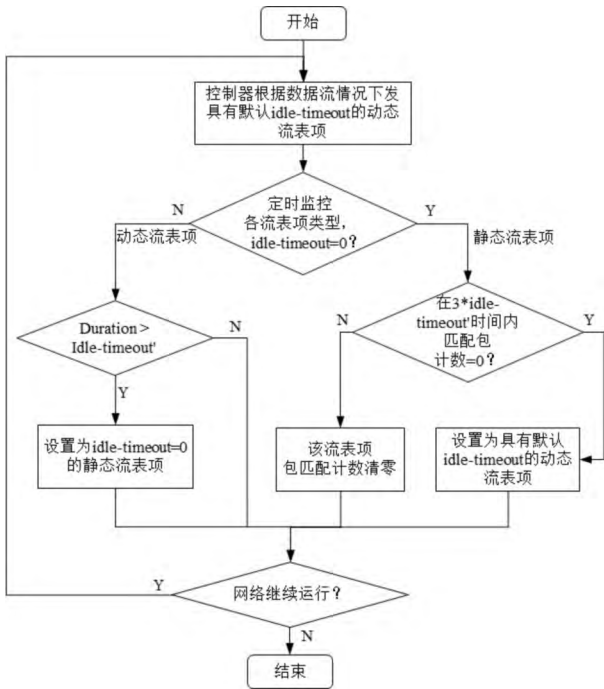 开始
控制器根据数据流情况下发
具有默认idle-timeout的动态
流表项
定时监控
各流表项类型，
idle-timeout=0？
N
Y
动态流表项
静态流表项
Duration＞
Idle-timeout'
N
Y
在3*idle-
timeout'时间内
匹配包
计数=0？
N
Y
设置为idle-timeout=0
的静态流表项
该流表项
包匹配计数清零
设置为具有默认
idle-timeout的动态
流表项
网络继续运行？
Y
N
结束